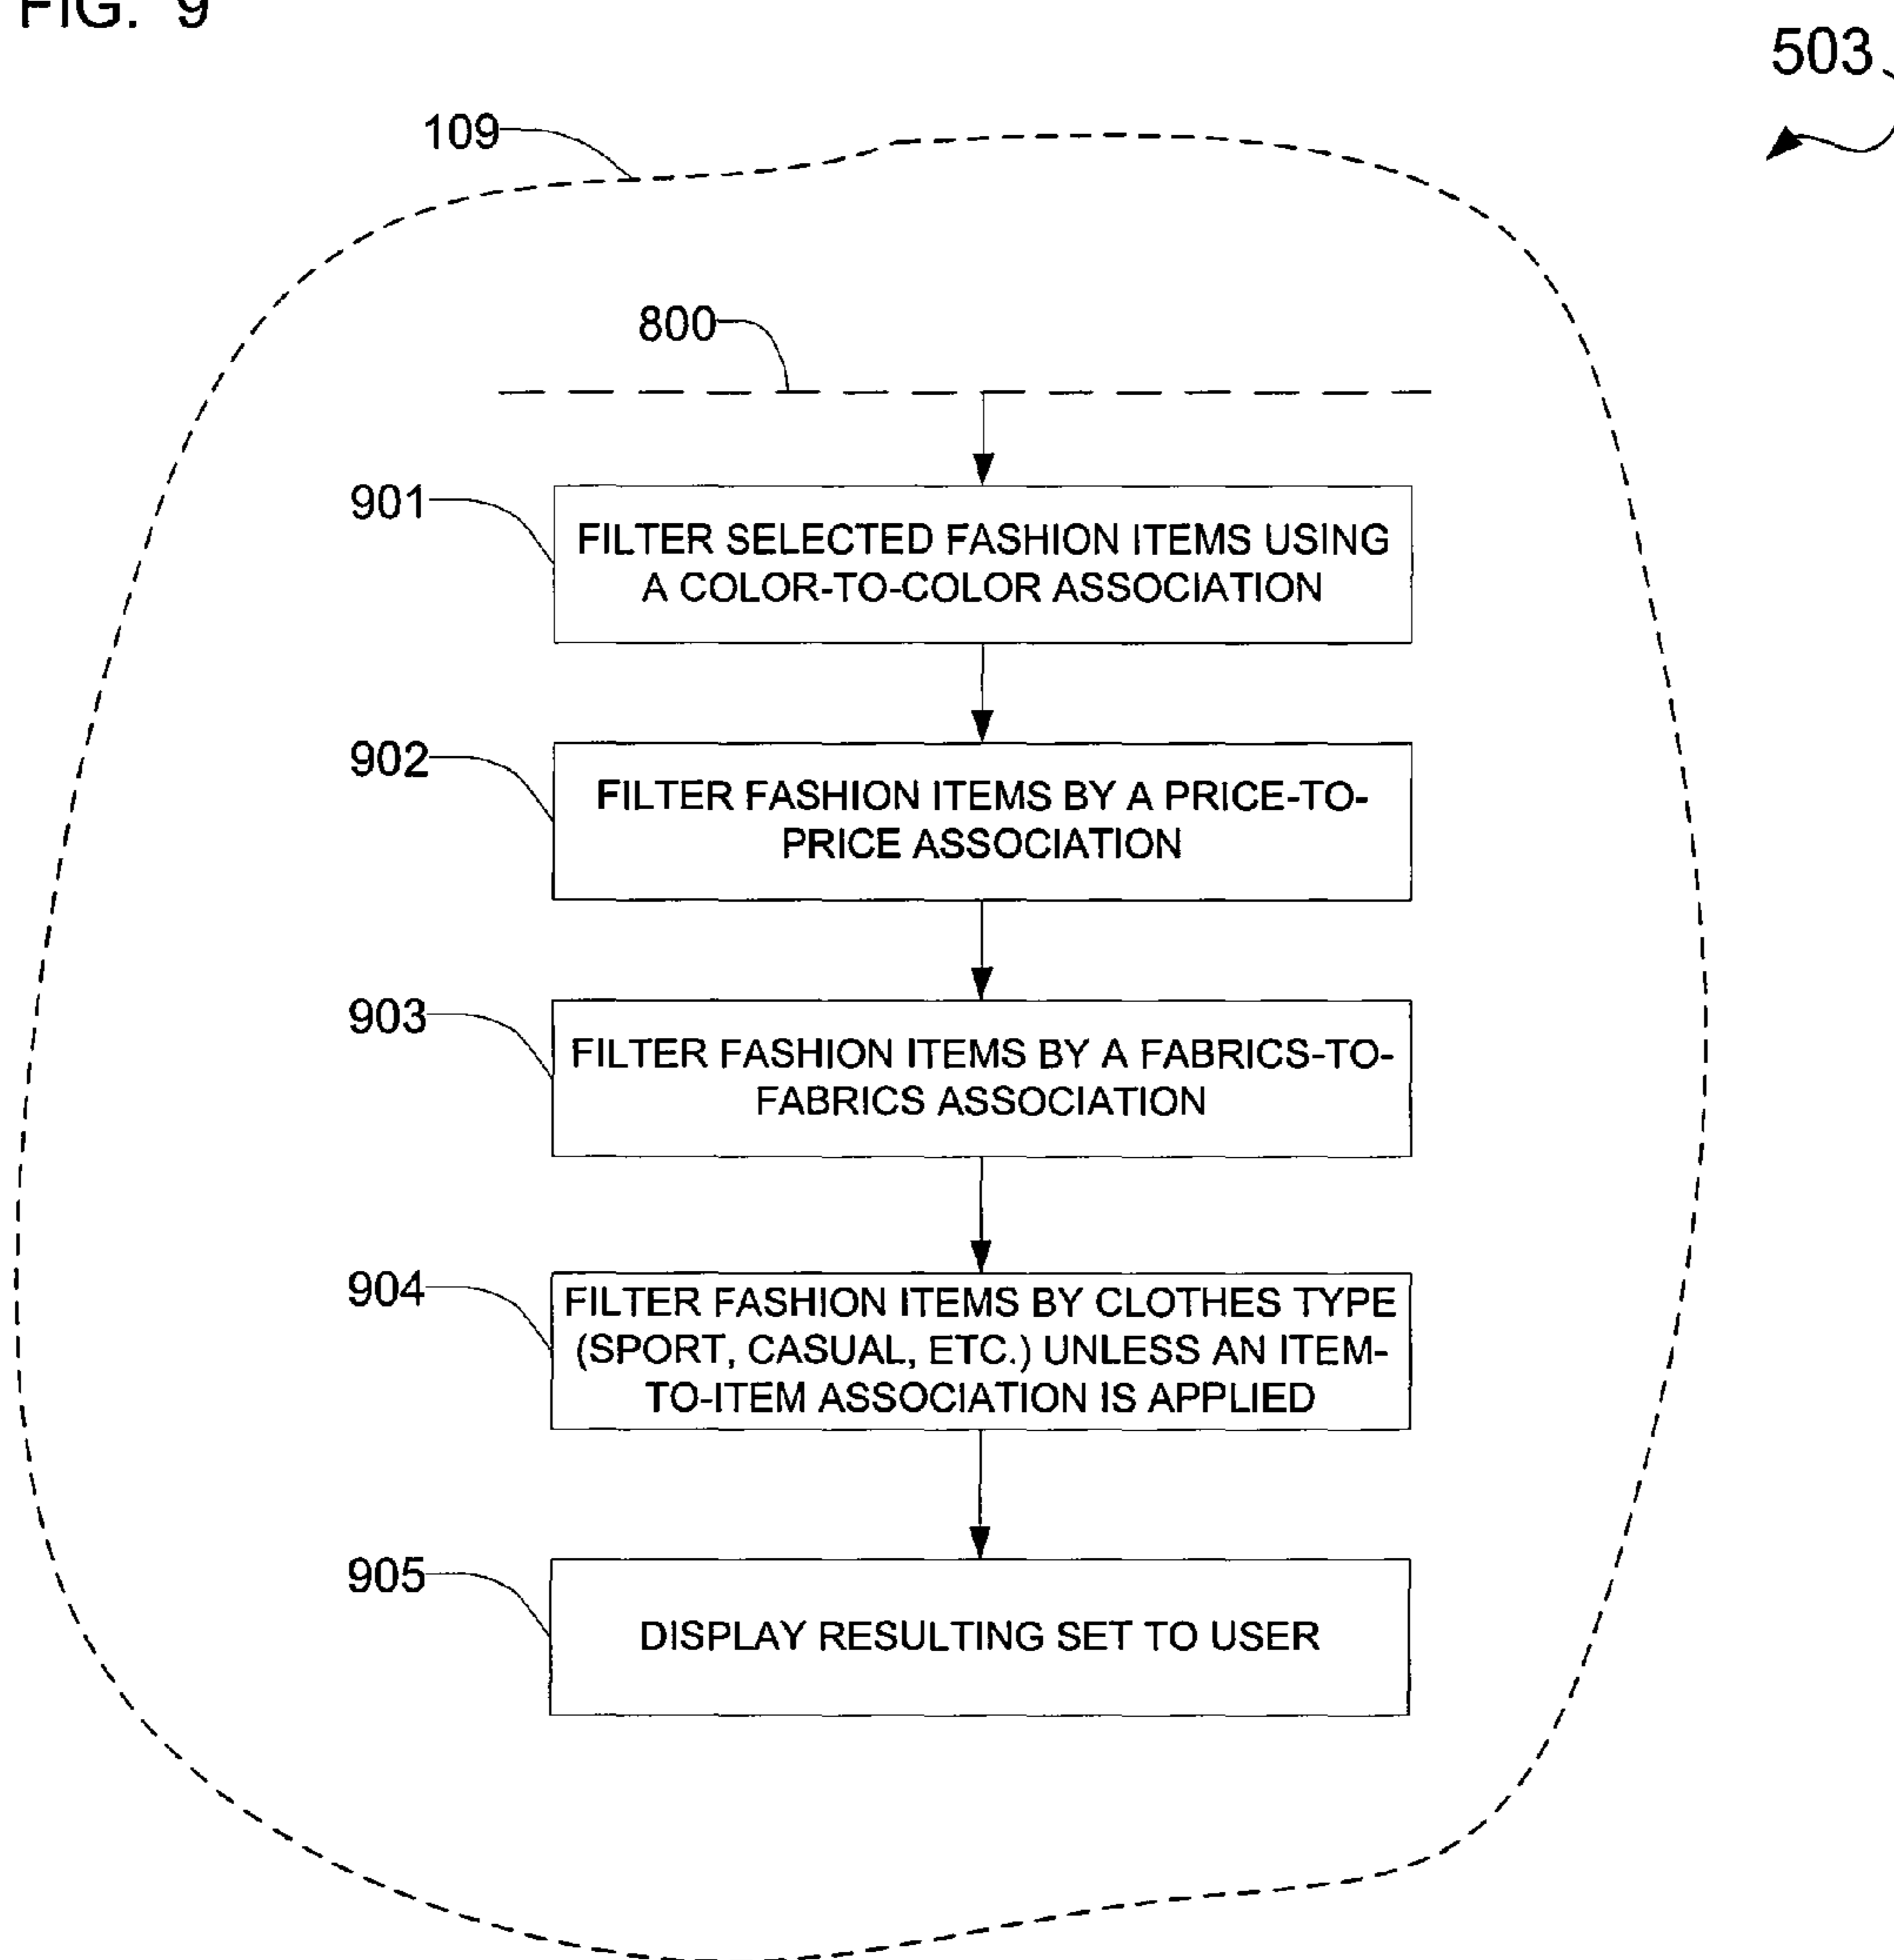 FIG. 9
503
109
800
901
FILTER SELECTED FASHION ITEMS USING
A COLOR-TO-COLOR ASSOCIATION
902
FILTER FASHION ITEMS BY A PRICE-TO-
PRICE ASSOCIATION
903
FILTER FASHION ITEMS BY A FABRICS-TO-
FABRICS ASSOCIATION
904
FILTER FASHION ITEMS BY CLOTHES TYPE
(SPORT, CASUAL, ETC.) UNLESS AN ITEM-
TO-ITEM ASSOCIATION IS APPLIED
905
DISPLAY RESULTING SET TO USER